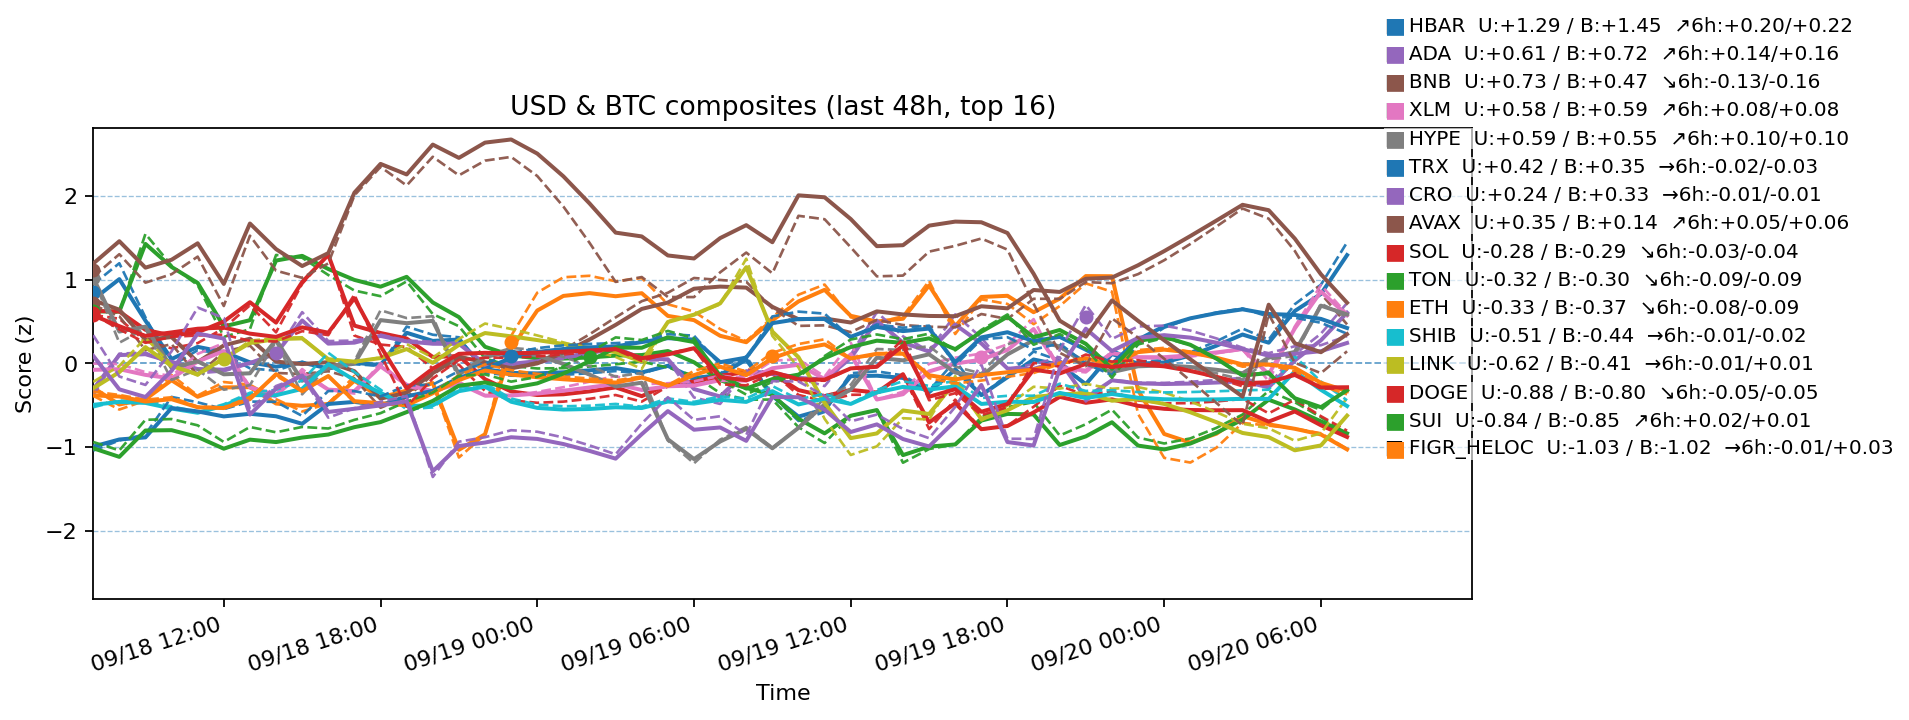 HBAR  U:+1.29 / B:+1.45  ↗6h:+0.20/+0.22
ADA  U:+0.61 / B:+0.72  ↗6h:+0.14/+0.16
BNB  U:+0.73 / B:+0.47  ↘6h:-0.13/-0.16
XLM  U:+0.58 / B:+0.59  ↗6h:+0.08/+0.08
HYPE  U:+0.59 / B:+0.55  ↗6h:+0.10/+0.10
TRX  U:+0.42 / B:+0.35  →6h:-0.02/-0.03
CRO  U:+0.24 / B:+0.33  →6h:-0.01/-0.01
AVAX  U:+0.35 / B:+0.14  ↗6h:+0.05/+0.06
SOL  U:-0.28 / B:-0.29  ↘6h:-0.03/-0.04
TON  U:-0.32 / B:-0.30  ↘6h:-0.09/-0.09
ETH  U:-0.33 / B:-0.37  ↘6h:-0.08/-0.09
SHIB  U:-0.51 / B:-0.44  →6h:-0.01/-0.02
LINK  U:-0.62 / B:-0.41  →6h:-0.01/+0.01
DOGE  U:-0.88 / B:-0.80  ↘6h:-0.05/-0.05
SUI  U:-0.84 / B:-0.85  ↗6h:+0.02/+0.01
FIGR_HELOC  U:-1.03 / B:-1.02  →6h:-0.01/+0.03
USD & BTC composites (last 48h, top 16)
Score (z)
2
1
0
−1
−2
09/18 12:00
09/18 18:00
09/19 00:00
09/19 06:00
09/19 12:00
09/19 18:00
09/20 00:00
09/20 06:00
Time